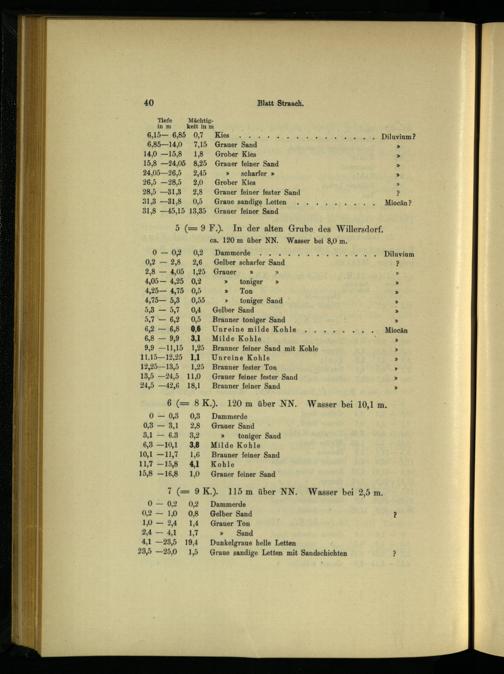 40 Blatt Straach.
Tiefe Mächtig-
in m keit in m
6,15— 6,85 0,7 Kies . . . . . . . . . . . . . . . Diluvium?
6,85—14,0 7,15 Grauer Sand »
14,0 —15,8 1,8 Grober Kies »
15,8 —24,05 8,25 Grauer feiner Sand »
24,05—26,5 2,45 » scharfer » »
26,5 —28,5 2,0 Grober Kies »
28,5 —31,3 2,8 Grauer feiner fester Sand ?
31,3 —31,8 0,5 Graue sandige Letten . . . . . . . . . Miocän?
31,8 —45,15 13,35 Grauer feiner Sand
5 (= 9 F.). In der alten Grube des Willersdorf.
ca. 120 m über NN. Wasser bei 8,0 m.
0 — 0,2 0,2 Dammerde . . . . . . . . . . . . . Diluvium
0,2 — 2,8 2,6 Gelber scharfer Sand ?
2,8 — 4,05 1,25 Grauer » » »
4,05— 4,25 0,2 » toniger » »
4,25— 4,75 0,5 » Ton »
4,75— 5,3 0,55 » toniger Sand »
5,3 — 5,7 0,4 Gelber Sand »
5,7 — 6,2 0,5 Brauner toniger Sand »
6,2 — 6,8 0,6 Unreine milde Kohle . . . . . . . . Miocän
6,8 — 9,9 3,1 Milde Kohle »
9,9 —11,15 1,25 Brauner feiner Sand mit Kohle »
11,15—12,25 1,1 Unreine Kohle »
12,25—13,5 1,25 Brauner fester Ton »
13,5 —24,5 11,0 Grauer feiner fester Sand »
24,5 —42,6 18,1 Brauner feiner Sand »
6 (= 8 K.). 120 m über NN. Wasser bei 10,1 m.
0 — 0,3 0,3 Dammerde
0,3 — 3,1 2,8 Grauer Sand
3,1 — 6,3 3,2 » toniger Sand
6,3 —10,1 3,8 Milde Kohle
10,1 —11,7 1,6 Brauner feiner Sand
11,7 —15,8 4,1 Kohle
15,8 —16,8 1,0 Grauer feiner Sand
7 (= 9 K.). 115 m über NN. Wasser bei 2,5 m.
0 — 0,2 0,2 Dammerde
0,2 — 1,0 0,8 Gelber Sand ?
1,0 — 2,4 1,4 Grauer Ton
2,4 — 4,1 1,7 » Sand
4,1 —23,5 19,4 Dunkelgraue helle Letten
23,5 —25,0 1,5 Graue sandige Letten mit Sandschichten ?